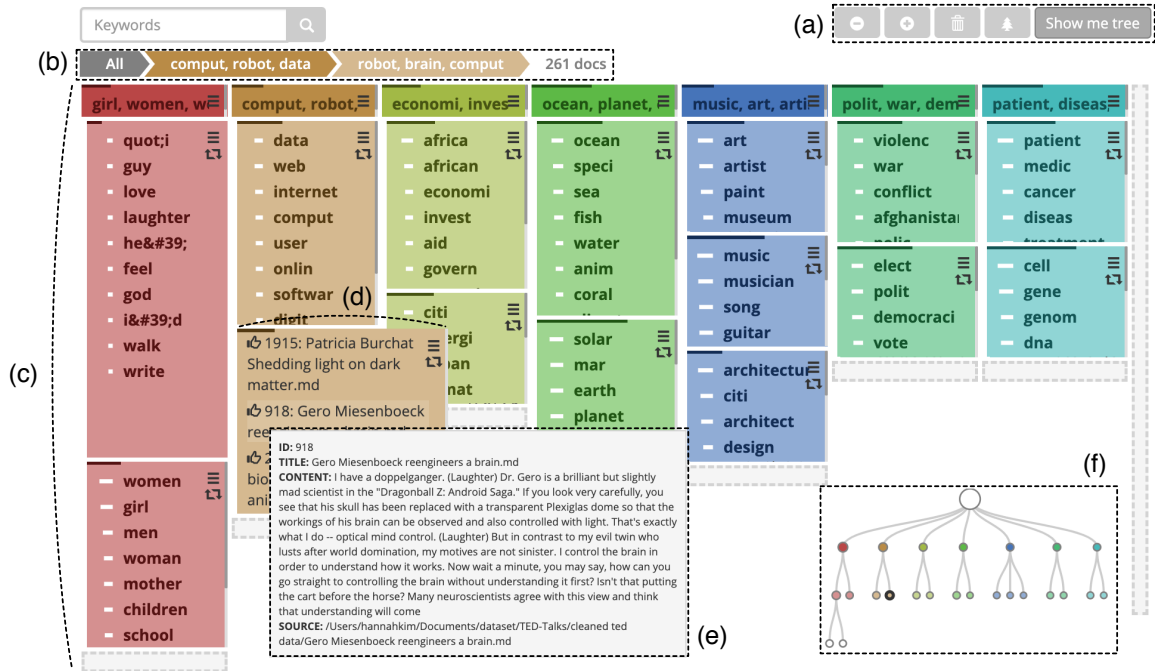 Keywords
(a)
Show me tree
(b)
All
comput, robot, data
robot, brain, comput
261 docs
(c)
girl, women, w
quot;i
guy
love
laughter
he&#39;
feel
god
i&#39;d
walk
write
women
girl
men
woman
mother
children
school
comput, robot,
data
web
internet
comput
user
onlin
softwar
digit
(d)
1915: Patricia Burchat
Shedding light on dark
matter.md
918: Gero Miesenboeck
economi, inves
africa
african
economi
invest
aid
govern
citi
ergi
mat
ocean, planet,
ocean
speci
sea
fish
water
anim
coral
solar
mar
earth
planet
music, art, arti
art
artist
paint
museum
music
musician
song
guitar
architectur
citi
architect
design
polit, war, dem
violenc
war
conflict
afghanista
polic
elect
polit
democraci
vote
patient, diseas,
patient
medic
cancer
diseas
treatment
cell
gene
genom
dna
ID: 918
TITLE: Gero Miesenboeck reengineers a brain.md
CONTENT: I have a doppelganger. (Laughter) Dr. Gero is a brilliant but slightly
mad scientist in the "Dragonball Z: Android Saga." If you look very carefully, you
see that his skull has been replaced with a transparent Plexiglas dome so that the
workings of his brain can be observed and also controlled with light. That's exactly
what I do -- optical mind control. (Laughter) But in contrast to my evil twin who
lusts after world domination, my motives are not sinister. I control the brain in
order to understand how it works. Now wait a minute, you may say, how can you
go straight to controlling the brain without understanding it first? Isn't that putting
the cart before the horse? Many neuroscientists agree with this view and think
that understanding will come
SOURCE: /Users/hannahkim/Documents/dataset/TED-Talks/cleaned ted
data/Gero Miesenboeck reengineers a brain.md
(e)
(f)